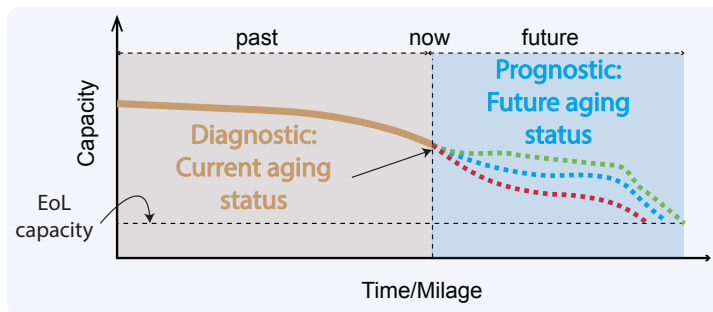 past
now
future
Prognostic:
Future aging
status
Diagnostic:
Current aging
status
Capacity
EoL
capacity
Time/Milage